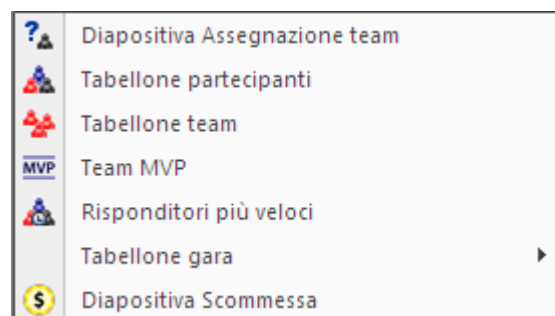 Diapositiva Assegnazione team
Tabellone partecipanti
Tabellone team
MVP Team MVP
Risponditori più veloci
Tabellone gara
Diapositiva Scommessa